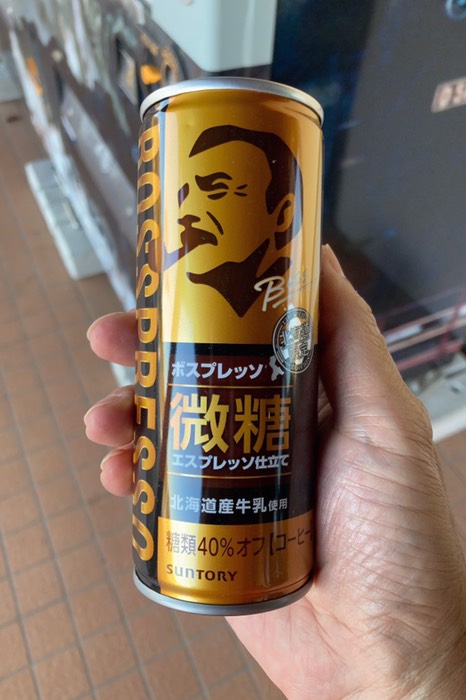 BOSSPRESSO
ボスプレッソ
微糖
エスプレッソ仕立て
北海道産牛乳使用
糖類40%オフ【コーヒー
SUNTORY